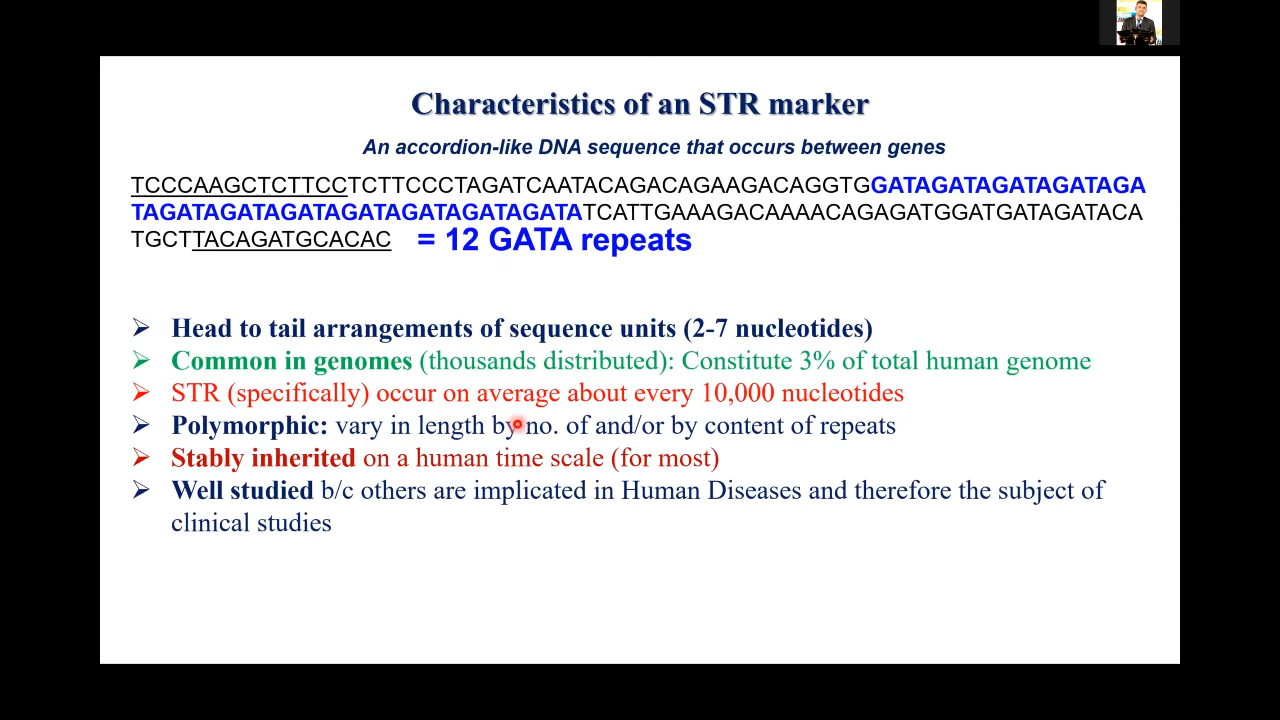 Characteristics of an STR marker
An accordion-like DNA sequence that occurs between genes
TCCCAAGCTCTTCCTCTTCCCTAGATCAATACAGACAGAAGACAGGTGGATAGATAGATAGATAGA
TAGATAGATAGATAGATAGATAGATAGATATCATTGAAAGACAAAACAGAGATGGATGATAGATACA
TGCTTACAGATGCACAC = 12 GATA repeats
➢ Head to tail arrangements of sequence units (2-7 nucleotides)
➢ Common in genomes (thousands distributed): Constitute 3% of total human genome
➢ STR (specifically) occur on average about every 10,000 nucleotides
➢ Polymorphic: vary in length by no. of and/or by content of repeats
➢ Stably inherited on a human time scale (for most)
➢ Well studied b/c others are implicated in Human Diseases and therefore the subject of
clinical studies